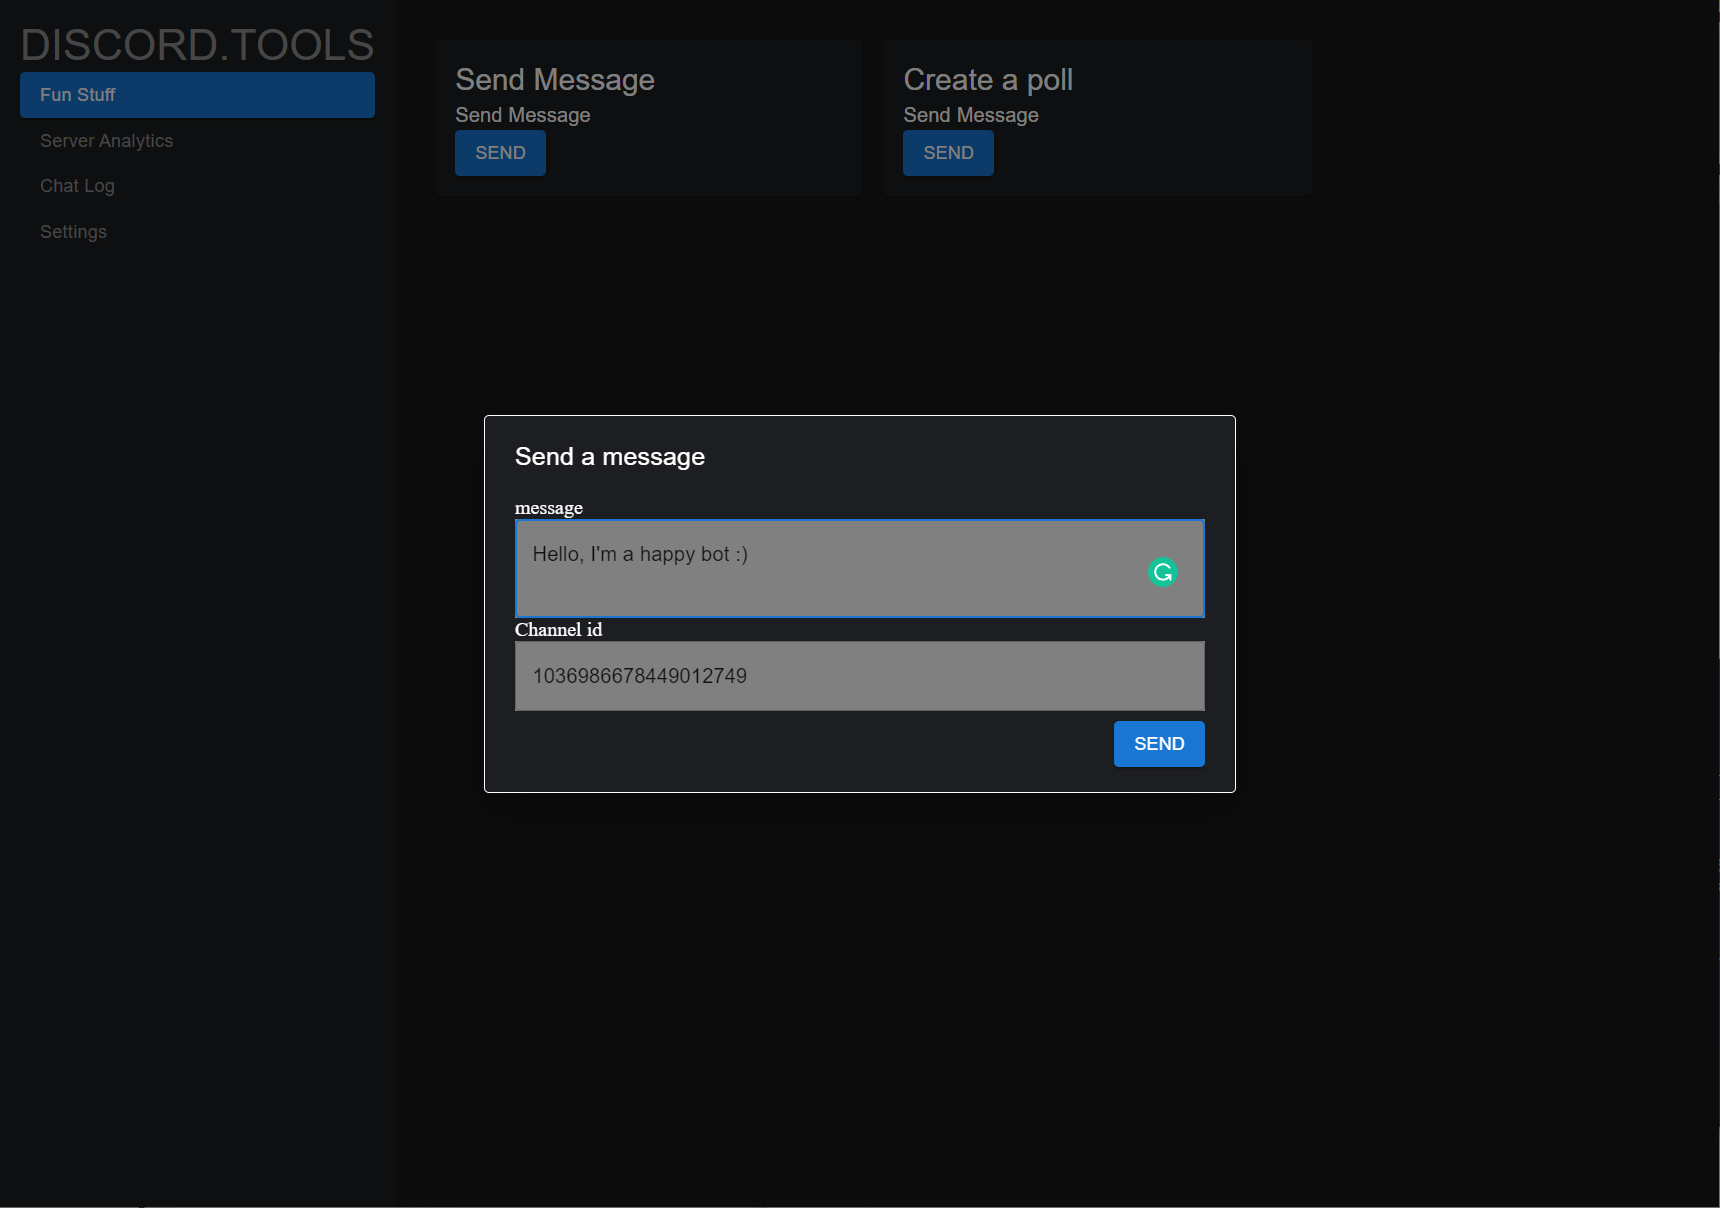 DISCORD.TOOLS
Fun Stuff
Server Analytics
Chat Log
Settings
Send Message
Send Message
SEND
Create a poll
Send Message
SEND
Send a message
message
Hello, I'm a happy bot :)
Channel id
1036986678449012749
SEND